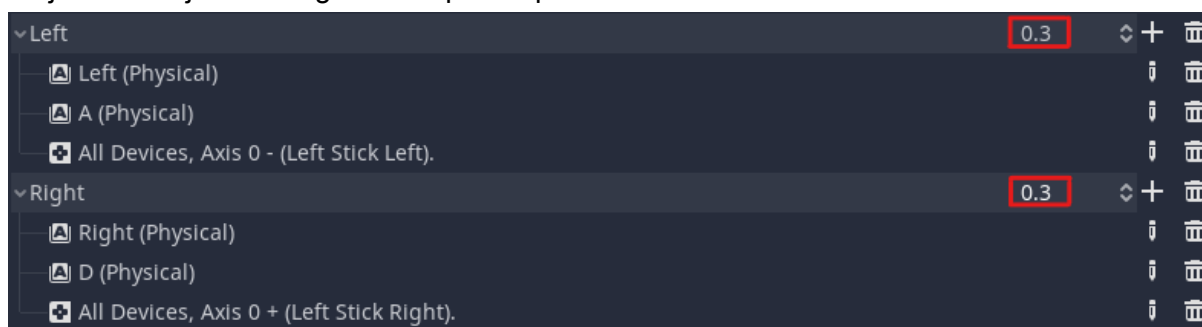 Left 0.3
Left (Physical)
A (Physical)
All Devices, Axis 0 - (Left Stick Left).
Right 0.3
Right (Physical)
D (Physical)
All Devices, Axis 0 + (Left Stick Right).